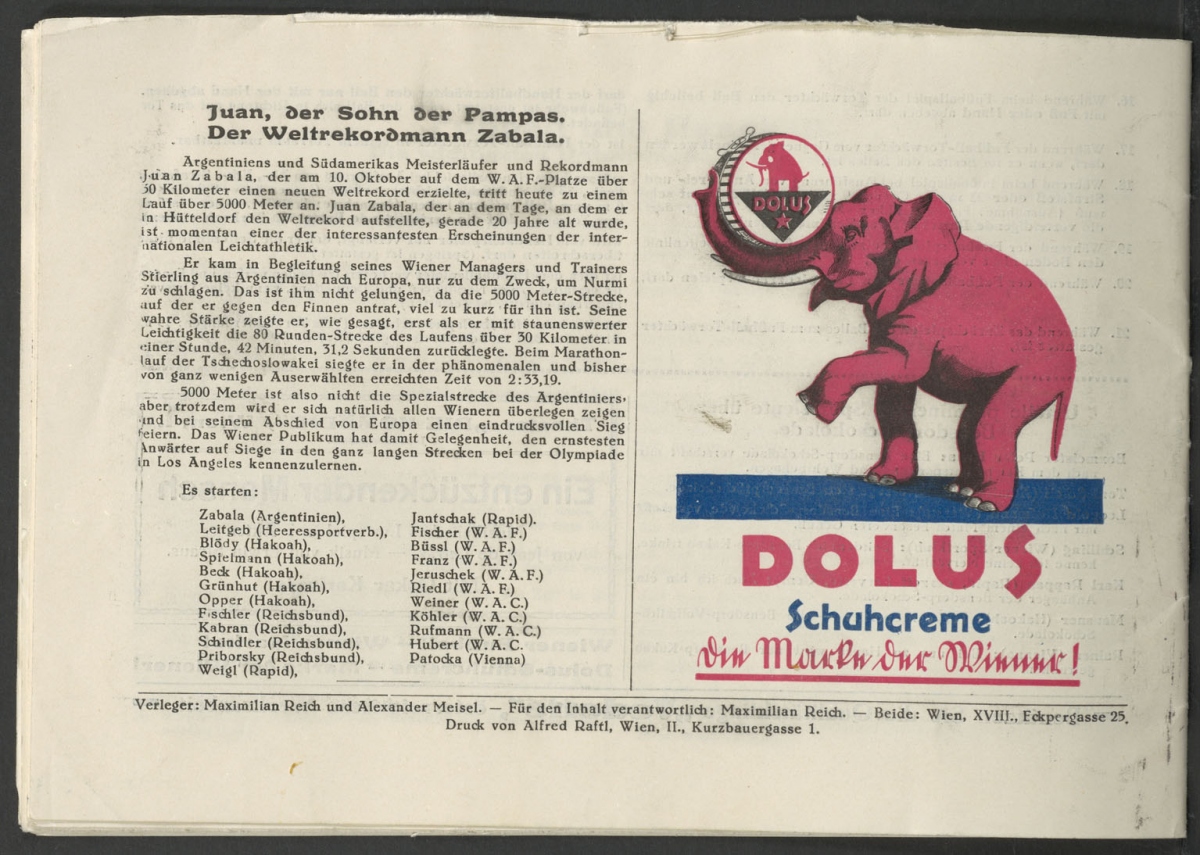 Juan, der Sohn der Pampas.
Der Weltrekordmann Zabala.
Argentiniens und Südamerikas Meisterläufer und Rekordmann
Juan Zabala, der am 10. Oktober auf dem W. A. F.-Platze über
30 Kilometer einen neuen Weltrekord erzielte, tritt heute zu einem
Lauf über 5000 Meter an. Juan Zabala, der an dem Tage, an dem er
in Hütteldorf den Weltrekord aufstellte, gerade 20 Jahre alt wurde,
ist momentan einer der interessantesten Erscheinungen der inter-
nationalen Leichtathletik.
Er kam in Begleitung seines Wiener Managers und Trainers
Stierling aus Argentinien nach Europa, nur zu dem Zweck, um Nurmi
zu schlagen. Das ist ihm nicht gelungen, da die 5000 Meter-Strecke,
auf der er gegen den Finnen antrat, viel zu kurz für ihn ist. Seine
wahre Stärke zeigte er, wie gesagt, erst als er mit staunenswerter
Leichtigkeit die 80 Runden-Strecke des Laufens über 30 Kilometer in
einer Stunde, 42 Minuten, 31,2 Sekunden zurücklegte. Beim Marathon-
lauf der Tschechoslowakei siegte er in der phänomenalen und bisher
von ganz wenigen Auserwählten erreichten Zeit von 2:33,19.
5000 Meter ist also nicht die Spezialstrecke des Argentiniers,
aber trotzdem wird er sich natürlich allen Wienern überlegen zeigen
und bei seinem Abschied von Europa einen eindrucksvollen Sieg
feiern. Das Wiener Publikum hat damit Gelegenheit, den ernstesten
Anwärter auf Siege in den ganz langen Strecken bei der Olympiade
in Los Angeles kennenzulernen.
Es starten:
Zabala (Argentinien),
Leitgeb (Heeressportverb.),
Blödy (Hakoah),
Spielmann (Hakoah),
Beck (Hakoah),
Grünhut (Hakoah),
Opper (Hakoah),
Fischler (Reichsbund),
Kabran (Reichsbund),
Schindler (Reichsbund),
Priborsky (Reichsbund),
Weigl (Rapid),
Jantschak (Rapid).
Fischer (W. A. F.)
Büssl (W. A. F.)
Franz (W. A. F.)
Jeruschek (W. A. F.)
Riedl (W. A. F.)
Weiner (W. A. C.)
Köhler (W. A. C.)
Rufmann (W. A. C.)
Hubert (W. A. C.
Patocka (Vienna)
DOLUS
DOLUS
Schuhcreme
die Marke der Wiener!
Verleger: Maximilian Reich und Alexander Meisel. — Für den Inhalt verantwortlich: Maximilian Reich. — Beide: Wien, XVIII., Eckpergasse 25.
Druck von Alfred Raftl, Wien, II., Kurzbauergasse 1.